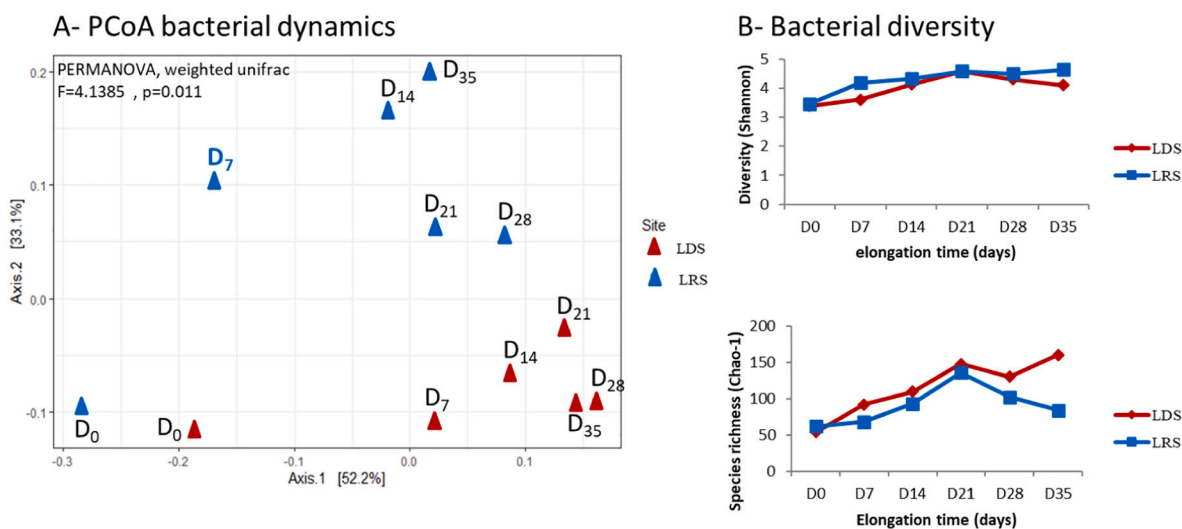 A- PCoA bacterial dynamics
PERMANOVA, weighted unifrac
F=4.1385 , p=0.011
D35
D14
D7
D21
D28
D21
D14
D7
D28
D35
D0
D0
0.2
0.1
0.0
-0.1
Axis.2 [33.1%]
-0.3
-0.2
-0.1
0.0
0.1
Axis.1 [52.2%]
Site
LDS
LRS
B- Bacterial diversity
Diversity (Shannon)
5
4
3
2
1
0
D0 D7 D14 D21 D28 D35
elongation time (days)
LDS
LRS
Species richness (Chao-1)
200
150
100
50
0
D0 D7 D14 D21 D28 D35
Elongation time (days)
LDS
LRS